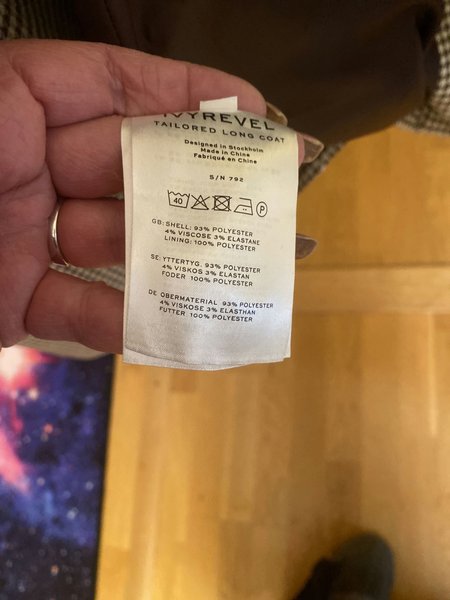 IVYREVEL
TAILORED LONG COAT
Designed in Stockholm
Made in China
Fabriqué en China
S/N 792
40 P
GB: SHELL; 93% POLYESTER
4% VISCOSE 3% ELASTANE
LINING: 100% POLYESTER
SE: YTTERTYG. 93% POLYESTER
4% VISKOS 3% ELASTAN
FODER 100% POLYESTER
DE OBERMATERIAL 93% POLYESTER
4% VISKOSE 3% ELASTHAN
FUTTER 100% POLYESTER